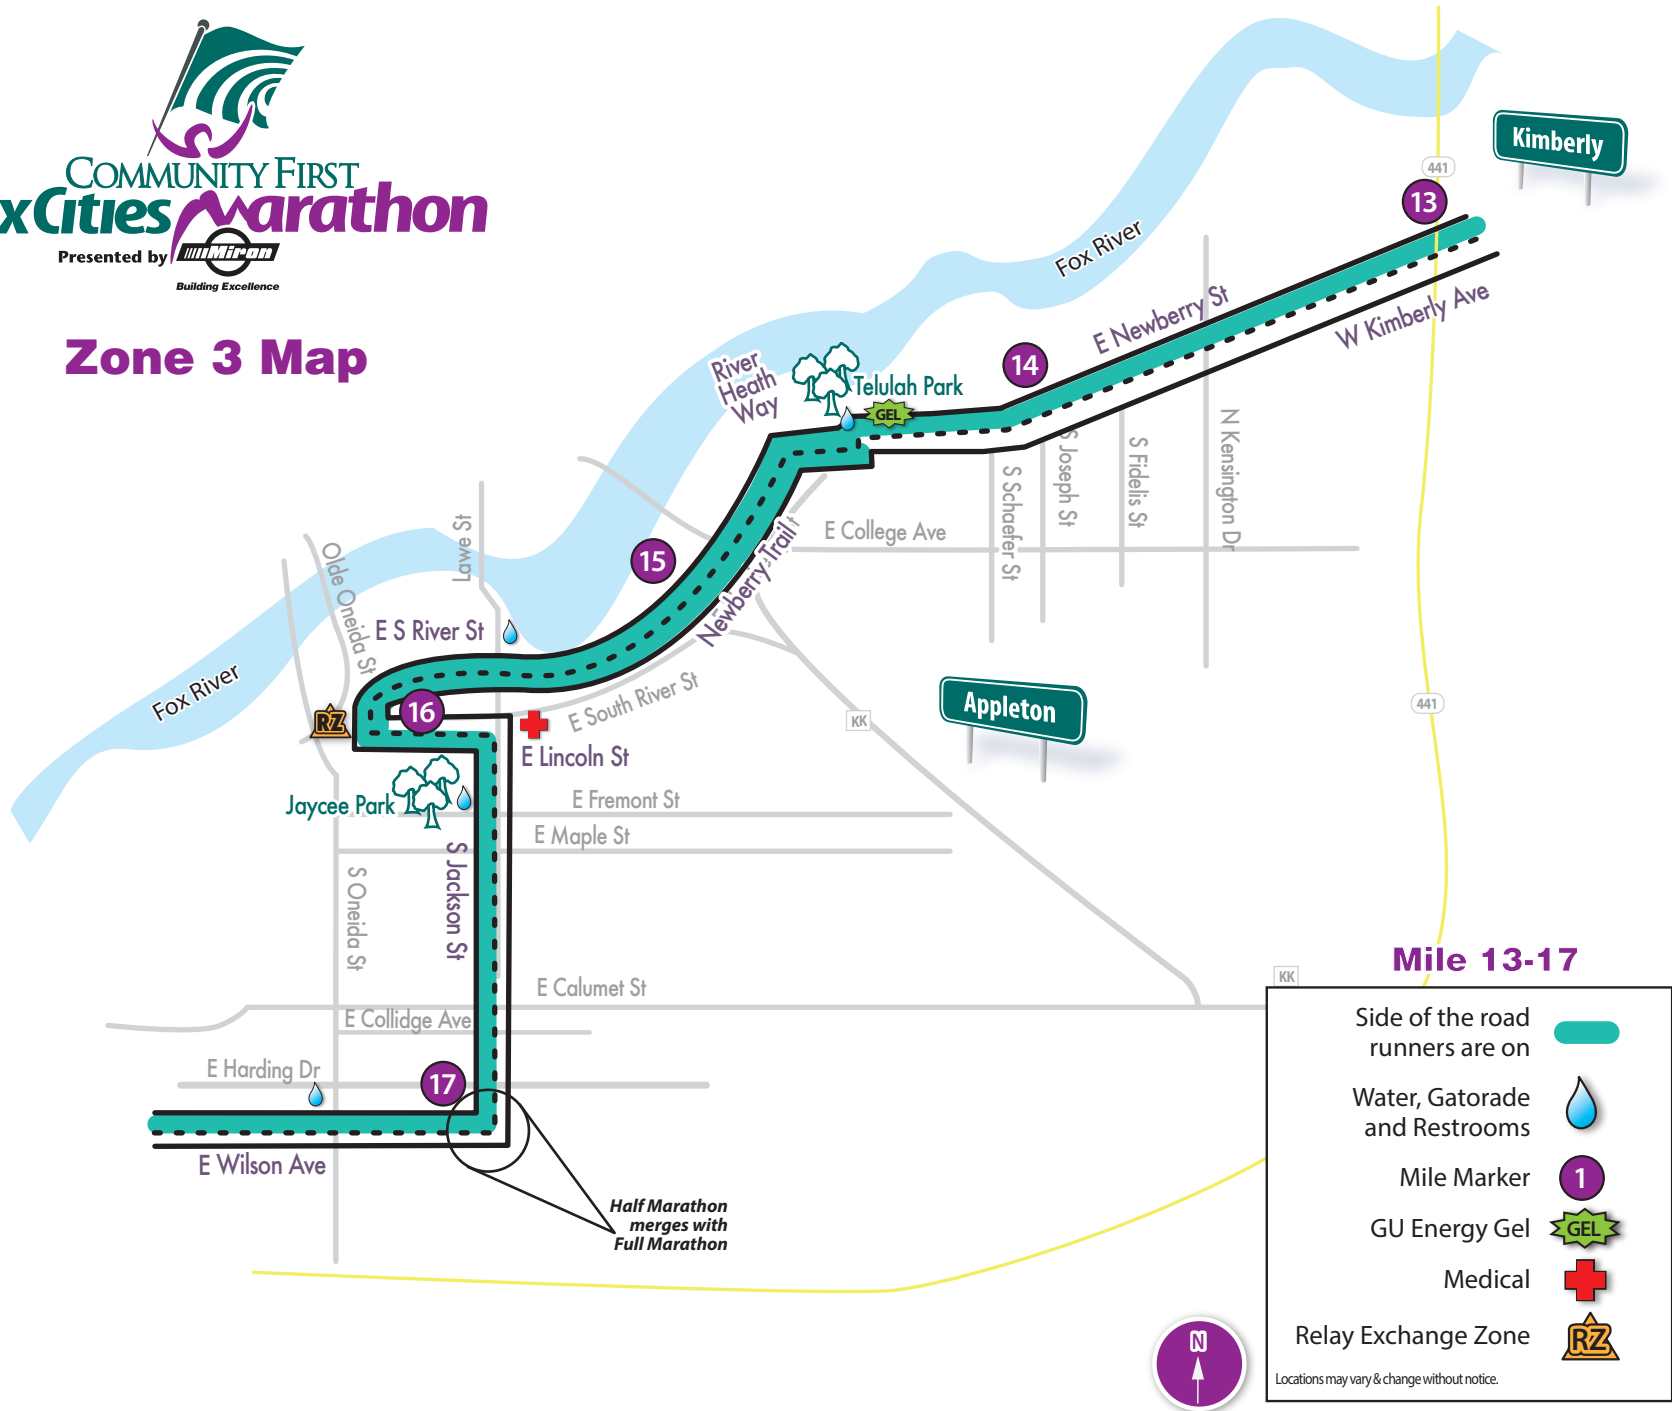 COMMUNITY FIRST
xCities Marathon
Presented by Miron
Building Excellence
Zone 3 Map
Kimberly
441
13
Fox River
E Newberry St
W Kimberly Ave
14
River
Heath
Way
Telulah Park
GEL
N Kensington Dr
S Joseph St
S Fidelis St
S Schaefer St
E College Ave
Newberry Trail
15
Lawe St
Olde Oneida St
E S River St
Fox River
RZ
16
E South River St
KK
441
Appleton
E Lincoln St
Jaycee Park
E Fremont St
E Maple St
S Jackson St
S Oneida St
E Calumet St
KK
E Collidge Ave
E Harding Dr
17
E Wilson Ave
Half Marathon
merges with
Full Marathon
Mile 13-17
Side of the road
runners are on
Water, Gatorade
and Restrooms
Mile Marker 1
GU Energy Gel GEL
Medical
Relay Exchange Zone RZ
Locations may vary & change without notice.
N